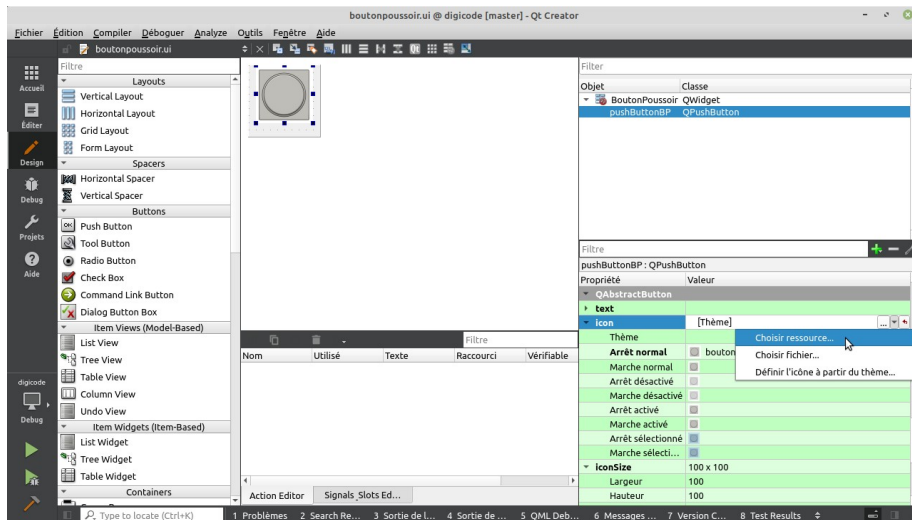 boutonpoussoir.ui @ digicode [master] - Qt Creator
Fichier Édition Compiler Déboguer Analyze Outils Fenêtre Aide
boutonpoussoir.ui
Accueil
Éditer
Design
Debug
Projets
Aide
digicode
Debug
Filtre
Layouts
Vertical Layout
Horizontal Layout
Grid Layout
Form Layout
Spacers
Horizontal Spacer
Vertical Spacer
Buttons
OK
Push Button
Tool Button
Radio Button
Check Box
Command Link Button
Dialog Button Box
Item Views (Model-Based)
List View
Tree View
Table View
Column View
Undo View
Item Widgets (Item-Based)
List Widget
Tree Widget
Table Widget
Containers
Filtre
Nom Utilisé Texte Raccourci Vérifiable
Action Editor Signals_Slots Ed...
Filter
Objet Classe
BoutonPoussoir QWidget
pushButtonBP QPushButton
Filtre
pushButtonBP : QPushButton
Propriété Valeur
QAbstractButton
text
icon [Thème] ...
Thème
Arrêt normal bouton
Marche normal
Arrêt désactivé
Marche désactivé
Arrêt activé
Marche activé
Arrêt sélectionné
Marche sélecti...
iconSize 100 x 100
Largeur 100
Hauteur 100
Choisir ressource...
Choisir fichier...
Définir l'icône à partir du thème...
Type to locate (Ctrl+K) 1 Problèmes 2 Search Re... 3 Sortie de l... 4 Sortie de ... 5 QML Deb... 6 Messages ... 7 Version C... 8 Test Results